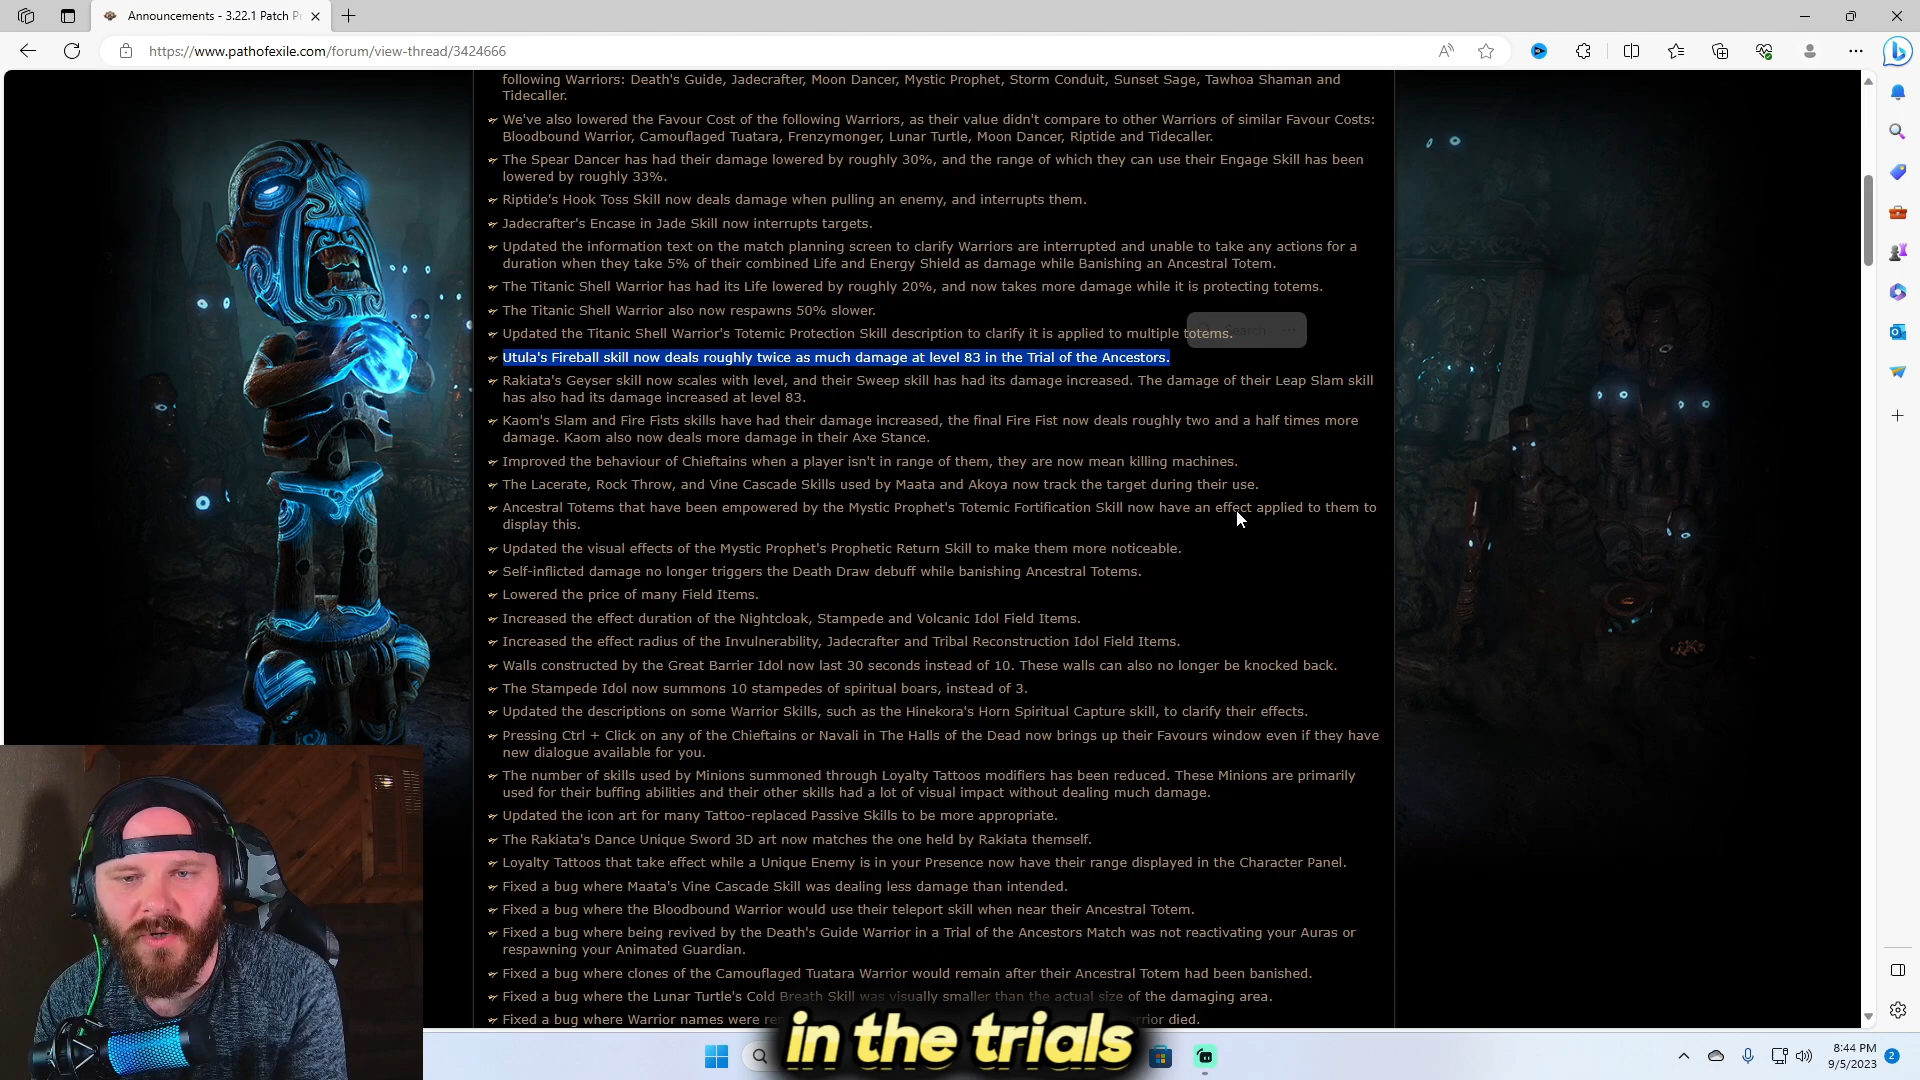 Announcements - 3.22.1 Patch P
https://www.pathofexile.com/forum/view-thread/3424666
following Warriors: Death's Guide, Jadecrafter, Moon Dancer, Mystic Prophet, Storm Conduit, Sunset Sage, Tawhoa Shaman and
Tidecaller.
We've also lowered the Favour Cost of the following Warriors, as their value didn't compare to other Warriors of similar Favour Costs:
Bloodbound Warrior, Camouflaged Tuatara, Frenzymonger, Lunar Turtle, Moon Dancer, Riptide and Tidecaller.
The Spear Dancer has had their damage lowered by roughly 30%, and the range of which they can use their Engage Skill has been
lowered by roughly 33%.
Riptide's Hook Toss Skill now deals damage when pulling an enemy, and interrupts them.
Jadecrafter's Encase in Jade Skill now interrupts targets.
Updated the information text on the match planning screen to clarify Warriors are interrupted and unable to take any actions for a
duration when they take 5% of their combined Life and Energy Shield as damage while Banishing an Ancestral Totem.
The Titanic Shell Warrior has had its Life lowered by roughly 20%, and now takes more damage while it is protecting totems.
The Titanic Shell Warrior also now respawns 50% slower.
Updated the Titanic Shell Warrior's Totemic Protection Skill description to clarify it is applied to multiple totems.
Utula's Fireball skill now deals roughly twice as much damage at level 83 in the Trial of the Ancestors.
Rakiata's Geyser skill now scales with level, and their Sweep skill has had its damage increased. The damage of their Leap Slam skill
has also had its damage increased at level 83.
Kaom's Slam and Fire Fists skills have had their damage increased, the final Fire Fist now deals roughly two and a half times more
damage. Kaom also now deals more damage in their Axe Stance.
Improved the behaviour of Chieftains when a player isn't in range of them, they are now mean killing machines.
The Lacerate, Rock Throw, and Vine Cascade Skills used by Maata and Akoya now track the target during their use.
Ancestral Totems that have been empowered by the Mystic Prophet's Totemic Fortification Skill now have an effect applied to them to
display this.
Updated the visual effects of the Mystic Prophet's Prophetic Return Skill to make them more noticeable.
Self-inflicted damage no longer triggers the Death Draw debuff while banishing Ancestral Totems.
Lowered the price of many Field Items.
Increased the effect duration of the Nightcloak, Stampede and Volcanic Idol Field Items.
Increased the effect radius of the Invulnerability, Jadecrafter and Tribal Reconstruction Idol Field Items.
Walls constructed by the Great Barrier Idol now last 30 seconds instead of 10. These walls can also no longer be knocked back.
The Stampede Idol now summons 10 stampedes of spiritual boars, instead of 3.
Updated the descriptions on some Warrior Skills, such as the Hinekora's Horn Spiritual Capture skill, to clarify their effects.
Pressing Ctrl + Click on any of the Chieftains or Navali in The Halls of the Dead now brings up their Favours window even if they have
new dialogue available for you.
The number of skills used by Minions summoned through Loyalty Tattoos modifiers has been reduced. These Minions are primarily
used for their buffing abilities and their other skills had a lot of visual impact without dealing much damage.
Updated the icon art for many Tattoo-replaced Passive Skills to be more appropriate.
The Rakiata's Dance Unique Sword 3D art now matches the one held by Rakiata themself.
Loyalty Tattoos that take effect while a Unique Enemy is in your Presence now have their range displayed in the Character Panel.
Fixed a bug where Maata's Vine Cascade Skill was dealing less damage than intended.
Fixed a bug where the Bloodbound Warrior would use their teleport skill when near their Ancestral Totem.
Fixed a bug where being revived by the Death's Guide Warrior in a Trial of the Ancestors Match was not reactivating your Auras or
respawning your Animated Guardian.
Fixed a bug where clones of the Camouflaged Tuatara Warrior would remain after their Ancestral Totem had been banished.
Fixed a bug where the Lunar Turtle's Cold Breath Skill was visually smaller than the actual size of the damaging area.
Fixed a bug where Warrior names were died.
in the trials
8:44 PM
9/5/2023
2